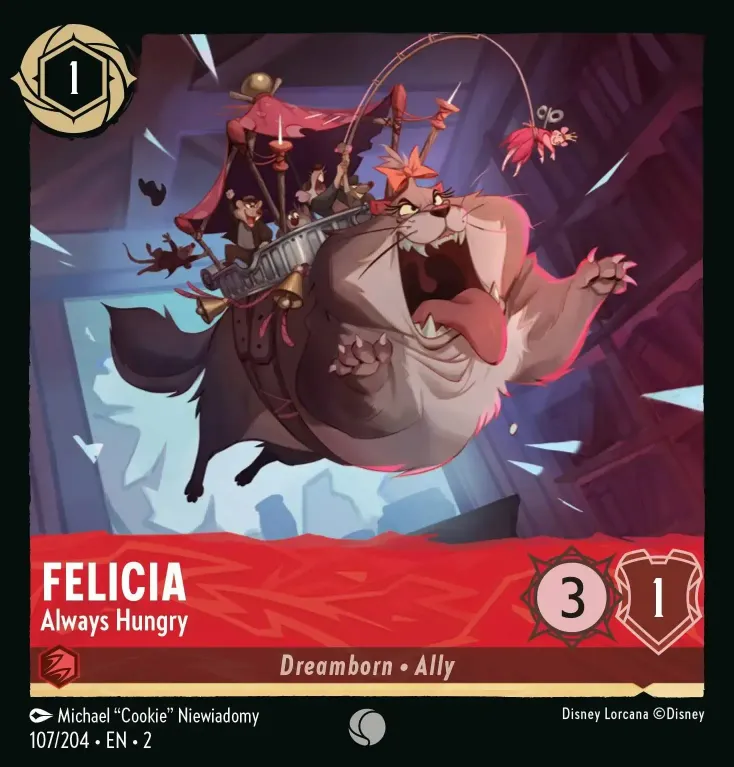 1
FELICIA
Always Hungry
3
1
Dreamborn • Ally
Michael “Cookie” Niewiadomy
Disney Lorcana ©Disney
107/204 • EN • 2